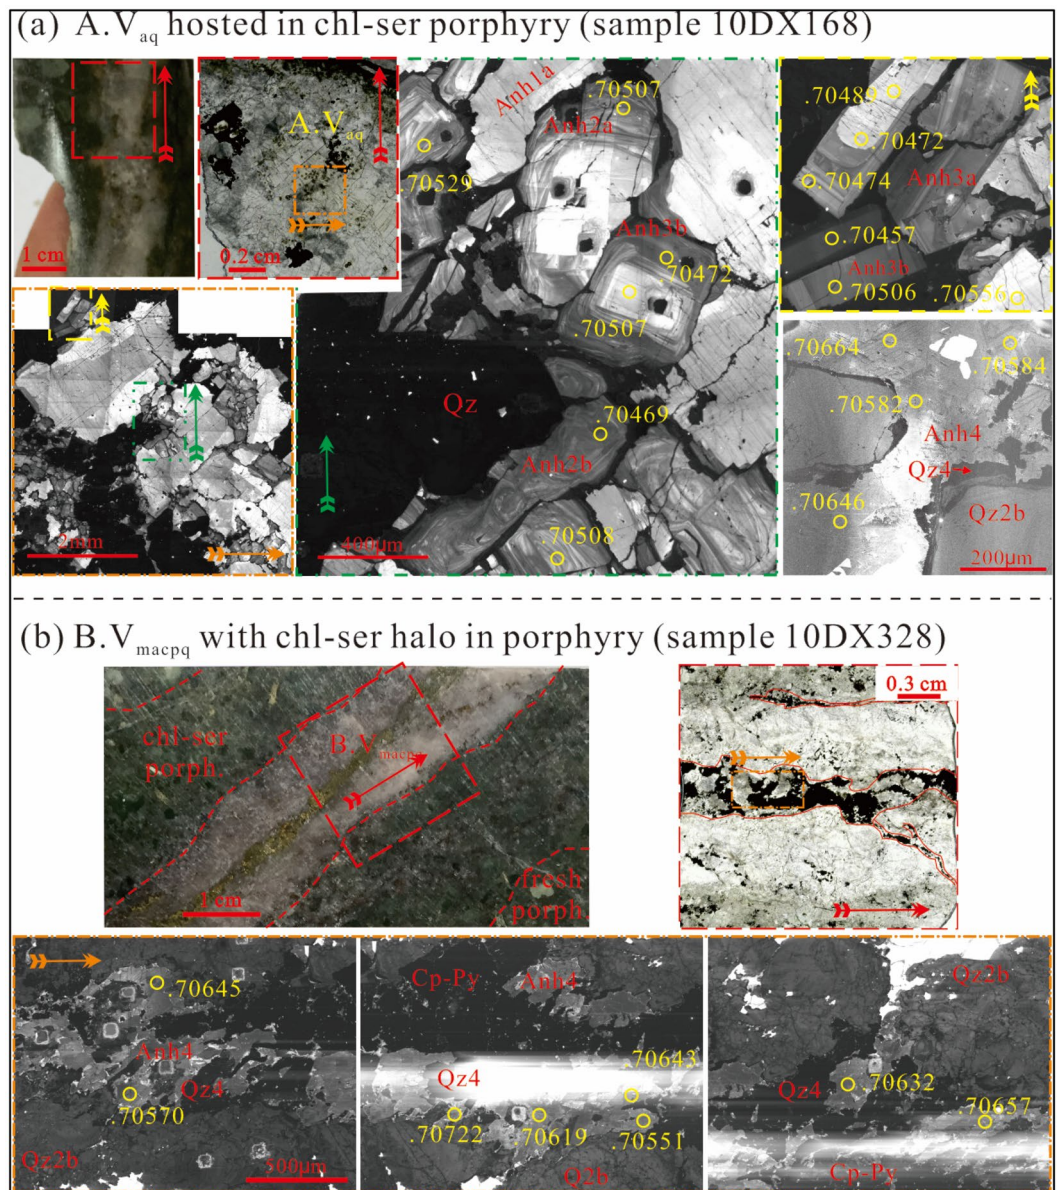 (a) A.Vaq hosted in chl-ser porphyry (sample 10DX168)
1 cm
A.Vaq
0.2 cm
2mm
Anh1a
.70507
Anh2a
.70529
Anh3b
.70472
.70507
Qz
.70469
Anh2b
.70508
400µm
.70480
.70472
.70474
Anh3a
.70457
Anh3b
.70506
.70556
.70664
.70584
.70582
Anh4
Qz4
.70646
Qz2b
200µm
(b) B.Vmacpq with chl-ser halo in porphyry (sample 10DX328)
chl-ser
porph.
B.Vmacpq
1 cm
fresh
porph.
0.3 cm
.70645
Anh4
Qz4
.70570
Qz2b
500µm
Cp-Py
Anh4
.70643
Qz4
.70722
.70619
.70551
Q2b
Qz2b
Qz4
.70632
.70657
Cp-Py